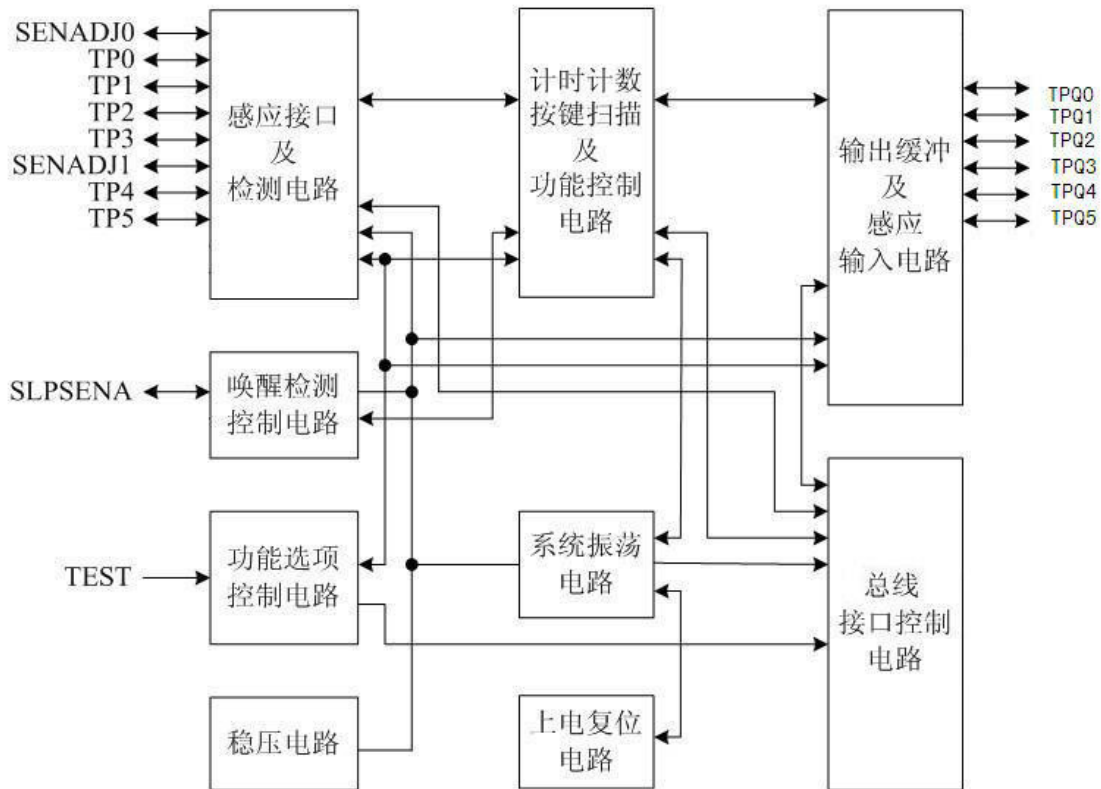 SENADJ0
TP0
TP1
TP2
TP3
SENADJ1
TP4
TP5
感应接口
及
检测电路
计时计数
按键扫描
及
功能控制
电路
输出缓冲
及
感应
输入电路
TPQ0
TPQ1
TPQ2
TPQ3
TPQ4
TPQ5
SLPSENA
唤醒检测
控制电路
TEST
功能选项
控制电路
系统振荡
电路
总线
接口控制
电路
稳压电路
上电复位
电路